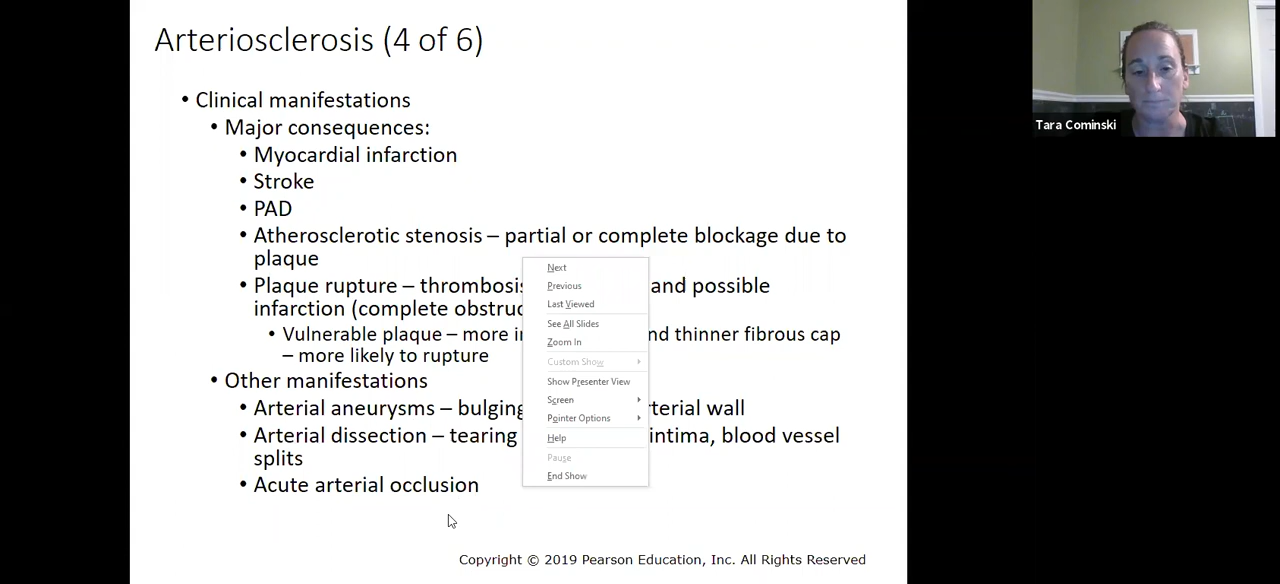 Arteriosclerosis (4 of 6)
• Clinical manifestations
• Major consequences:
• Myocardial infarction
• Stroke
• PAD
• Atherosclerotic stenosis – partial or complete blockage due to
plaque
• Plaque rupture – thrombosis and possible
infarction (complete obstruc
• Vulnerable plaque – more in nd thinner fibrous cap
– more likely to rupture
• Other manifestations
• Arterial aneurysms – bulging rterial wall
• Arterial dissection – tearing intima, blood vessel
splits
• Acute arterial occlusion
Next
Previous
Last Viewed
See All Slides
Zoom In
Custom Show
Show Presenter View
Screen
Pointer Options
Help
Pause
End Show
Copyright © 2019 Pearson Education, Inc. All Rights Reserved
Tara Cominski